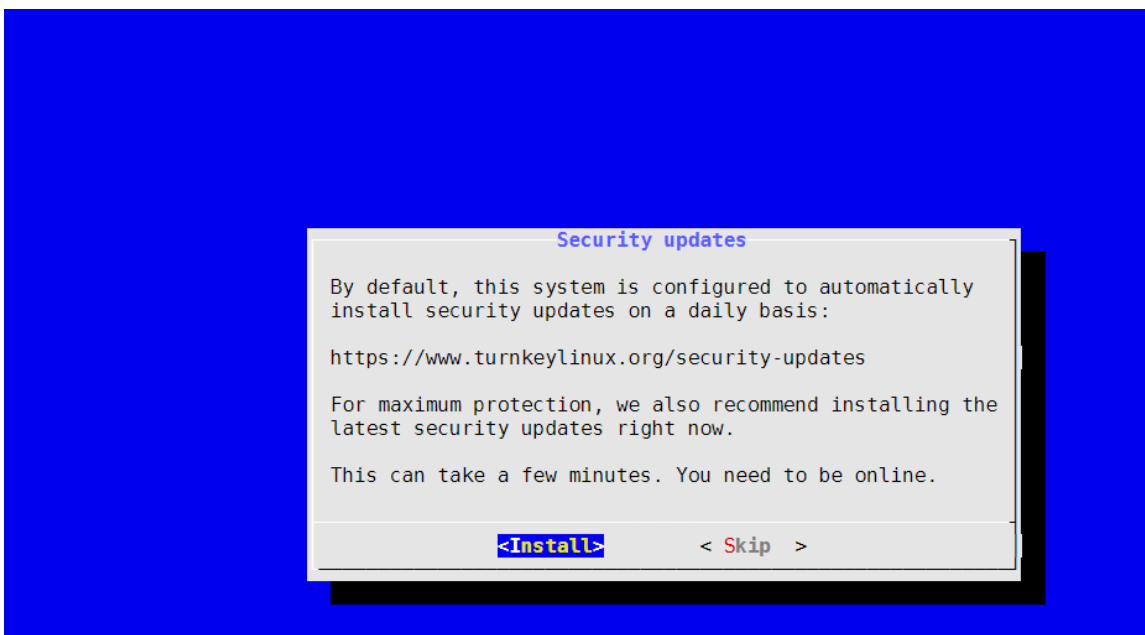 Security updates
By default, this system is configured to automatically
install security updates on a daily basis:
https://www.turnkeylinux.org/security-updates
For maximum protection, we also recommend installing the
latest security updates right now.
This can take a few minutes. You need to be online.
<Install> < Skip >